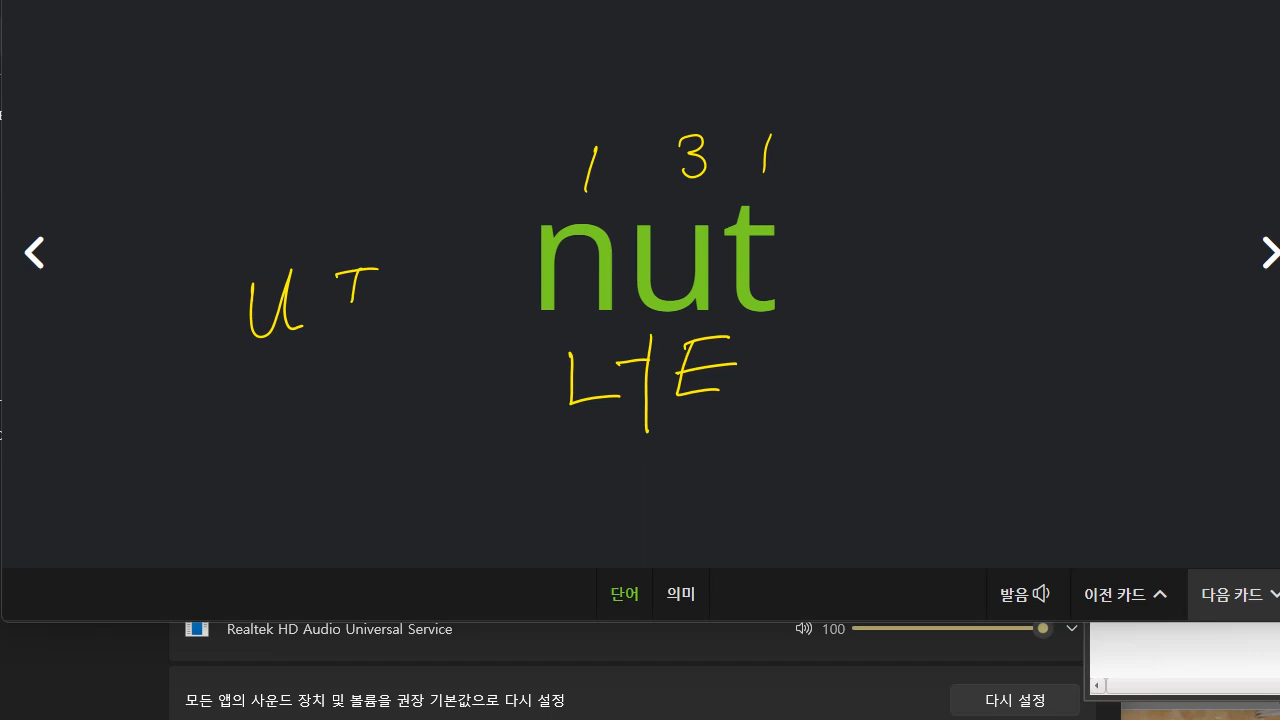 1 3 1
nut
U T
ㄴㅓㅌ
단어 의미 발음 이전 카드 다음 카드
Realtek HD Audio Universal Service 100
모든 앱의 사운드 장치 및 볼륨을 권장 기본값으로 다시 설정 다시 설정